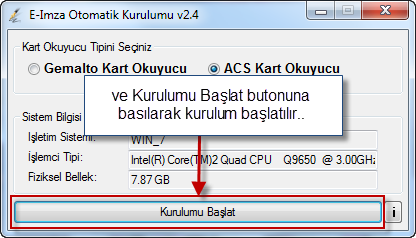 E-Imza Otomatik Kurulumu v2.4
Kart Okuyucu Tipini Seçiniz
Gemalto Kart Okuyucu
ACS Kart Okuyucu
ve Kurulumu Başlat butonuna
basılarak kurulum başlatılır..
Sistem Bilgisi
İşletim Sistemi:
WIN_7
İşlemci Tipi:
Intel(R) Core(TM)2 Quad CPU Q9650 @ 3.00GHz
Fiziksel Bellek:
7.87 GB
Kurulumu Başlat
i